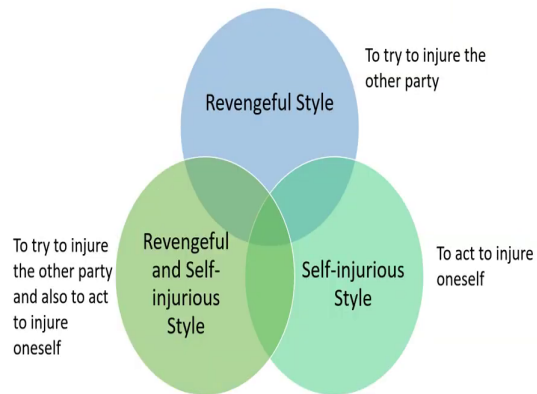 To try to injure the
other party
Revengeful Style
To try to injure
the other party
and also to act
to injure
oneself
Revengeful
and Self-
injurious
Style
Self-injurious
Style
To act to injure
oneself